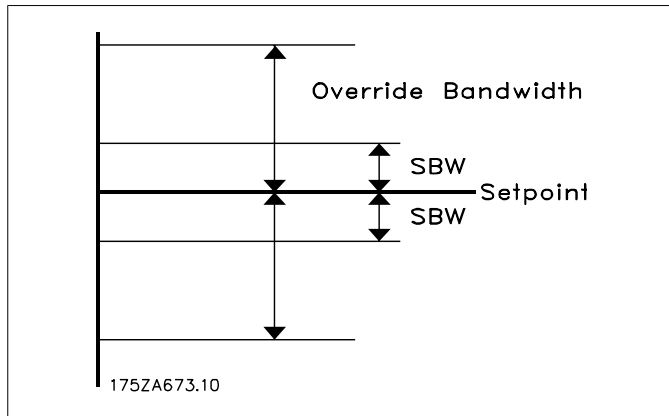 Override Bandwidth
SBW
Setpoint
SBW
175ZA673.10